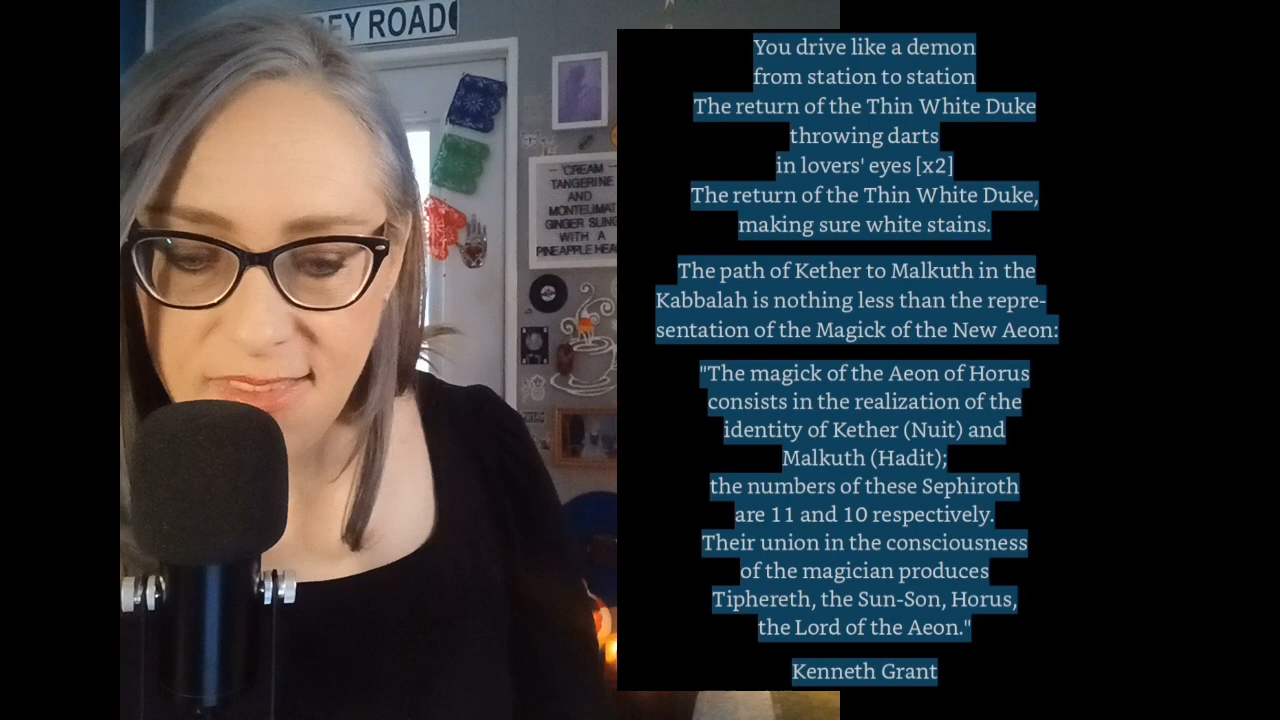 EY ROAD
CREAM
TANGERINE
AND
MONTELIMAT
GINGER SLING
WITH A
PINEAPPLE HEA
You drive like a demon
from station to station
The return of the Thin White Duke
throwing darts
in lovers' eyes [x2]
The return of the Thin White Duke,
making sure white stains.
The path of Kether to Malkuth in the
Kabbalah is nothing less than the repre-
sentation of the Magick of the New Aeon:
"The magick of the Aeon of Horus
consists in the realization of the
identity of Kether (Nuit) and
Malkuth (Hadit);
the numbers of these Sephiroth
are 11 and 10 respectively.
Their union in the consciousness
of the magician produces
Tiphereth, the Sun-Son, Horus,
the Lord of the Aeon."
Kenneth Grant